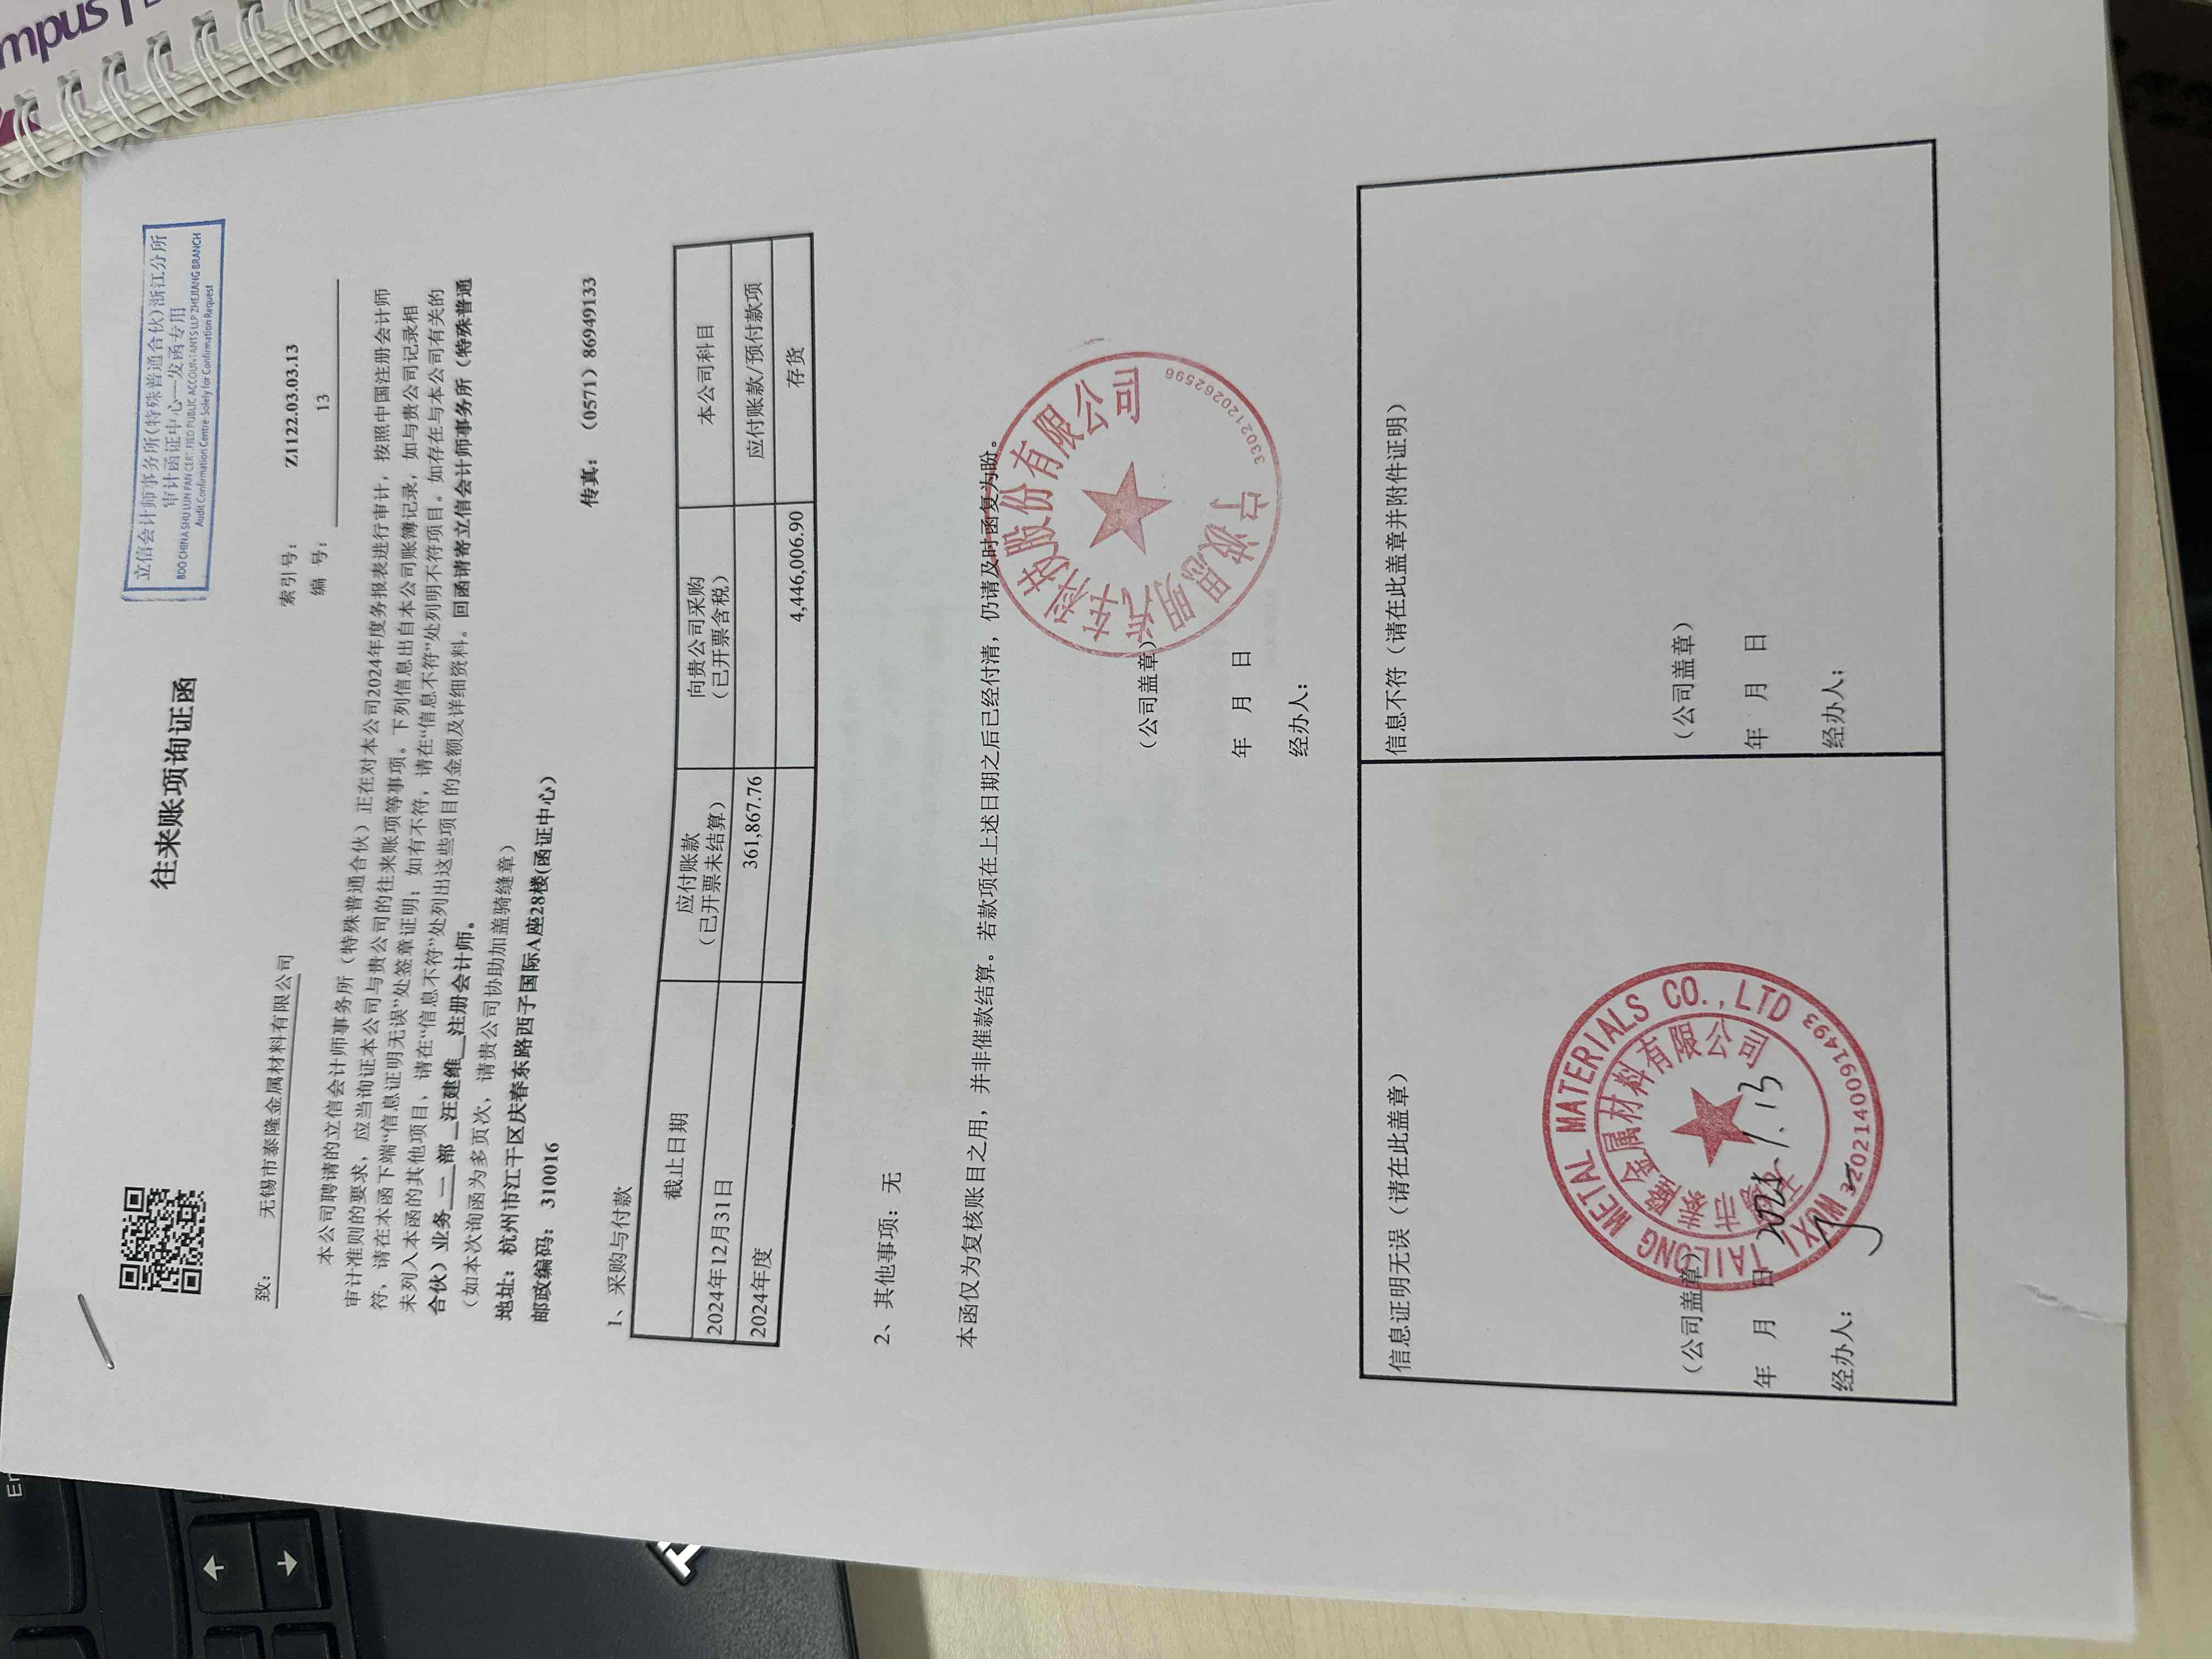 往来账项询证函
立信会计师事务所(特殊普通合伙)浙江分所
审计函证中心—发函专用
BDO CHINA SHU LUN PAN CERTIFIED PUBLIC ACCOUNTANTS LLP ZHEJIANG BRANCH
Audit Confirmation Centre-Solely for Confirmation Request
致： 无锡市泰隆金属材料有限公司
索引号： Z1122.03.03.13
编 号： 13
本公司聘请的立信会计师事务所（特殊普通合伙）正在对本公司2024年度务报表进行审计，按照中国注册会计师
审计准则的要求，应当询证本公司与贵公司的往来账项等事项。下列信息出自本公司账簿记录，如与贵公司记录相
符，请在本函下端“信息证明无误”处签章证明；如有不符，请在“信息不符”处列明不符项目。如存在与本公司有关的
未列入本函的其他项目，请在“信息不符”处列出这些项目的金额及详细资料。回函请寄立信会计师事务所（特殊普通
合伙）业务 一 部 汪建维 注册会计师。
（如本次询函为多页次，请贵公司协助加盖骑缝章）
地址：杭州市江干区庆春东路西子国际A座28楼(函证中心）
邮政编码： 310016
传真：（0571）86949133
1、采购与付款
截止日期 应付账款（已开票未结算） 向贵公司采购（已开票含税） 本公司科目
2024年12月31日 361,867.76 应付账款/预付款项
2024年度 4,446,006.90 存货
2、其他事项：无
本函仅为复核账目之用，并非催款结算。若款项在上述日期之后已经付清，仍请及时函复为盼。
宁波思明汽车科技股份有限公司
3302120262596
（公司盖章）
年 月 日
经办人：
信息证明无误（请在此盖章）
信息不符（请在此盖章并附件证明）
WUXI TAILONG METAL MATERIALS CO., LTD
无锡市泰隆金属材料有限公司
3202140091493
（公司盖章）
年 月 日 2025.1.13
经办人：
（公司盖章）
年 月 日
经办人：